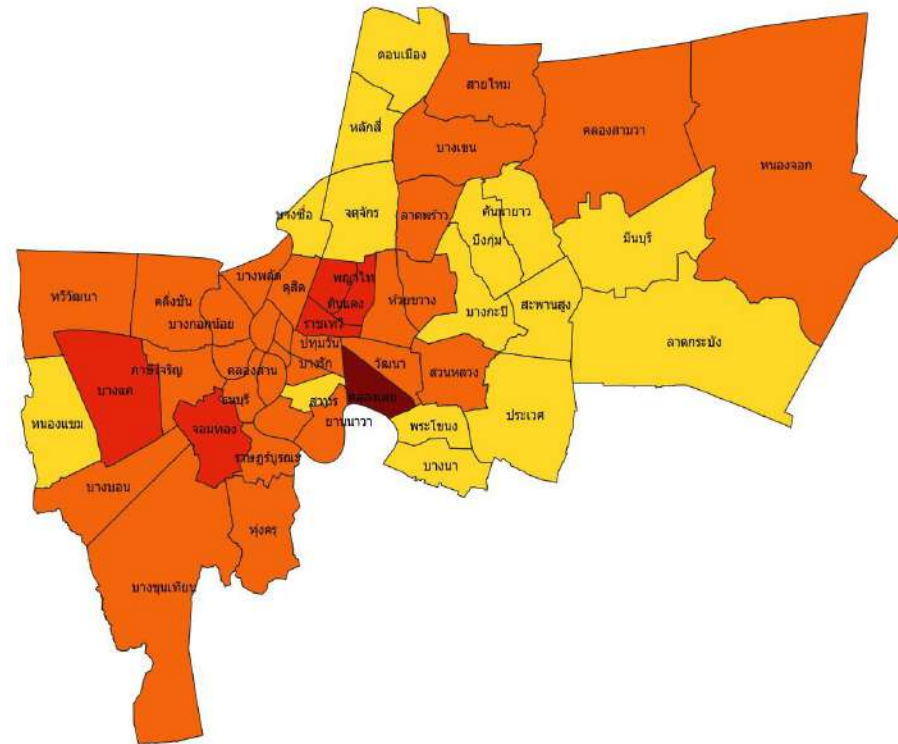 ดอนเมือง
สายไหม
หลักสี่
คลองสามวา
บางเขน
หนองจอก
คันนายาว
บางซื่อ
จตุจักร
ลาดพร้าว
บึงกุ่ม
มีนบุรี
บางพลัด
พญาไท
ทวีวัฒนา
ตลิ่งชัน
ดุสิต
ดินแดง
ห้วยขวาง
สะพานสูง
บางกะปิ
บางกอกน้อย
ราชเทวี
ปทุมวัน
ลาดกระบัง
ภาษีเจริญ
คลองสาน
บางรัก
วัฒนา
สวนหลวง
บางแค
ธนบุรี
สาทร
คลองเตย
ประเวศ
หนองแขม
จอมทอง
ยานนาวา
พระโขนง
ราษฎร์บูรณะ
บางนา
บางบอน
ทุ่งครุ
บางขุนเทียน